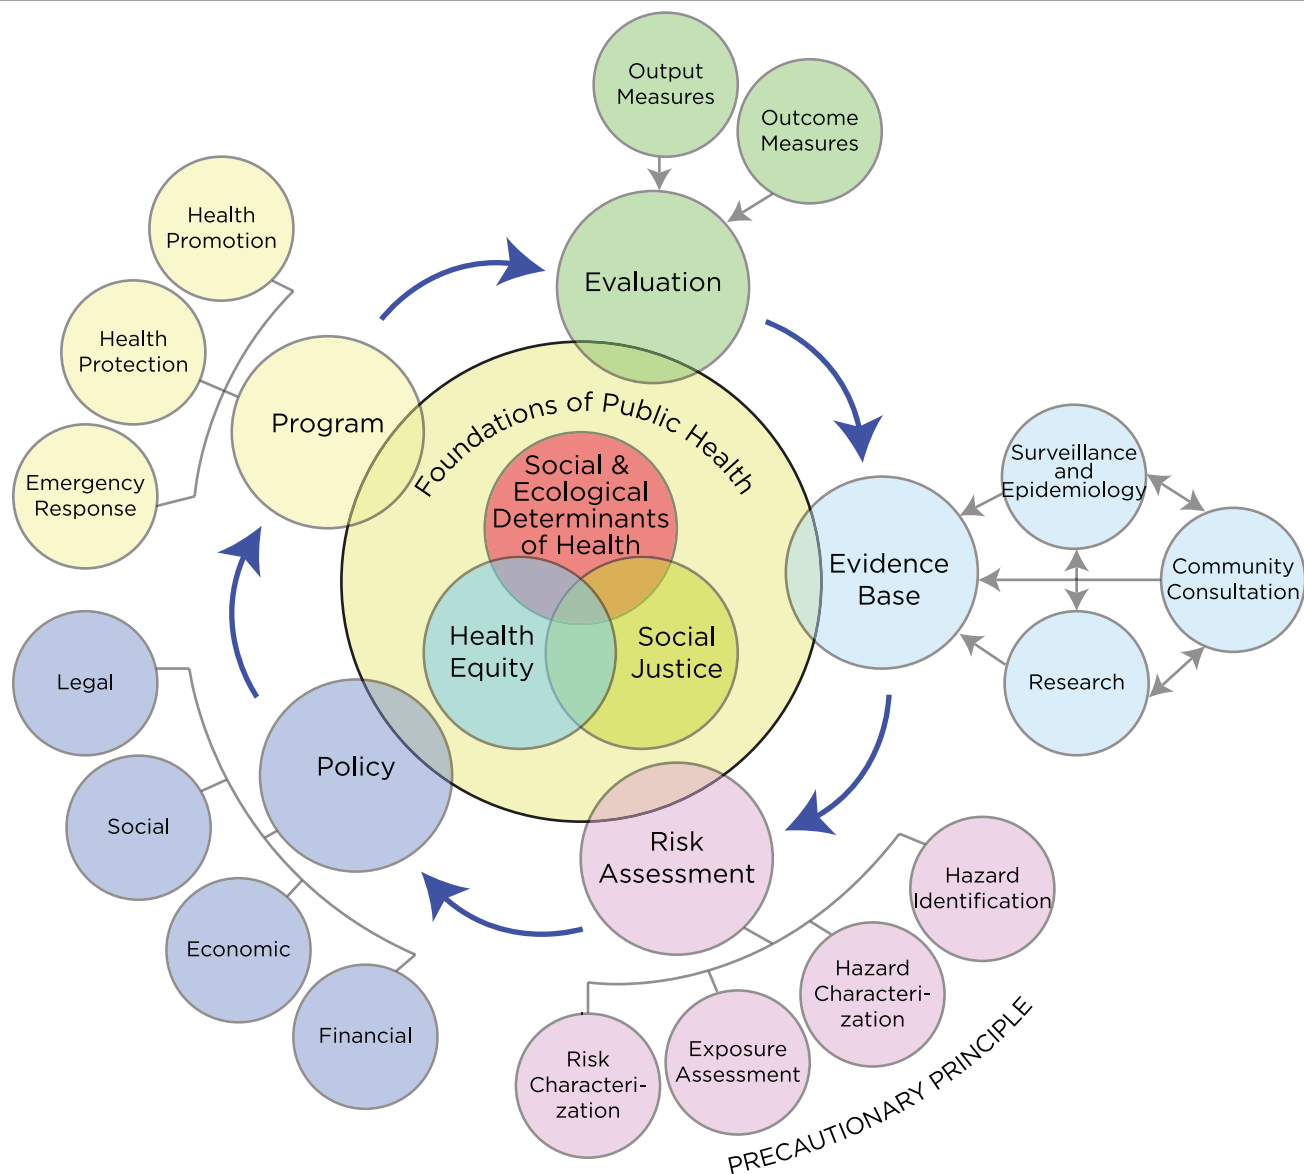 Output
Measures
Outcome
Measures
Evaluation
Health
Promotion
Health
Protection
Emergency
Response
Program
Foundations of Public Health
Social &
Ecological
Determinants
of Health
Health
Equity
Social
Justice
Surveillance
and
Epidemiology
Community
Consultation
Research
Evidence
Base
Legal
Social
Economic
Financial
Policy
Risk
Assessment
Hazard
Identification
Hazard
Characteri-
zation
Exposure
Assessment
Risk
Characteri-
zation
PRECAUTIONARY PRINCIPLE